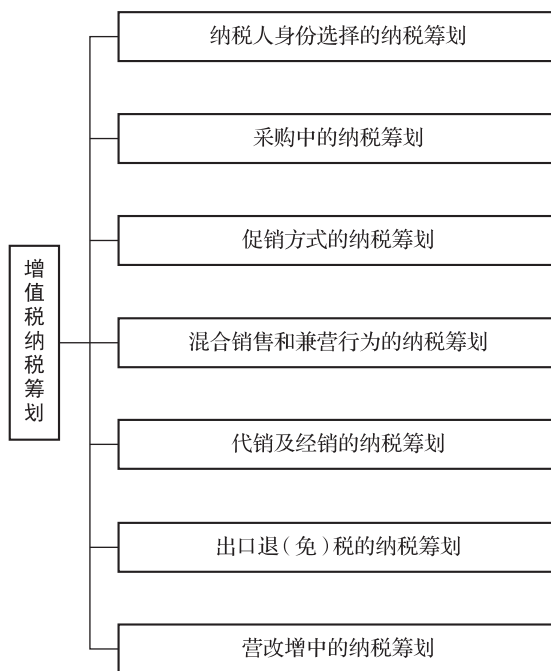 纳税人身份选择的纳税筹划
采购中的纳税筹划
促销方式的纳税筹划
增值税纳税筹划
混合销售和兼营行为的纳税筹划
代销及经销的纳税筹划
出口退(免)税的纳税筹划
营改增中的纳税筹划